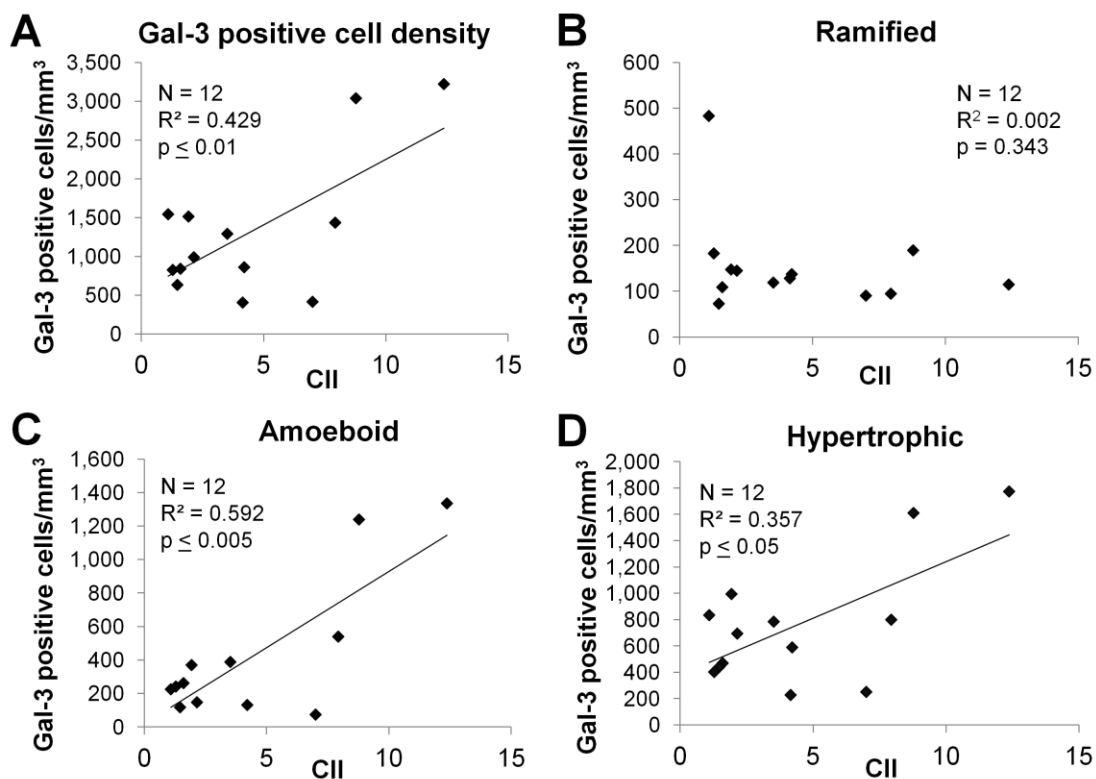 A
Gal-3 positive cell density
Gal-3 positive cells/mm³
3,500
3,000
2,500
2,000
1,500
1,000
500
0
N = 12
R² = 0.429
p ≤ 0.01
0 5 10 15
CII
B
Ramified
Gal-3 positive cells/mm³
600
500
400
300
200
100
0
N = 12
R² = 0.002
p = 0.343
0 5 10 15
CII
C
Amoeboid
Gal-3 positive cells/mm³
1,600
1,400
1,200
1,000
800
600
400
200
0
N = 12
R² = 0.592
p ≤ 0.005
0 5 10 15
CII
D
Hypertrophic
Gal-3 positive cells/mm³
2,000
1,800
1,600
1,400
1,200
1,000
800
600
400
200
0
N = 12
R² = 0.357
p ≤ 0.05
0 5 10 15
CII